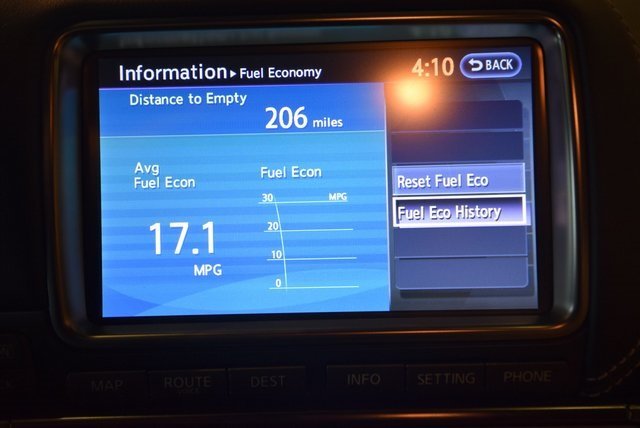 Information ▸ Fuel Economy 4:10 BACK
Distance to Empty
206 miles
Avg
Fuel Econ
17.1
MPG
Fuel Econ
30 MPG
20
10
0
Reset Fuel Eco
Fuel Eco History
MAP ROUTE DEST INFO SETTING PHONE